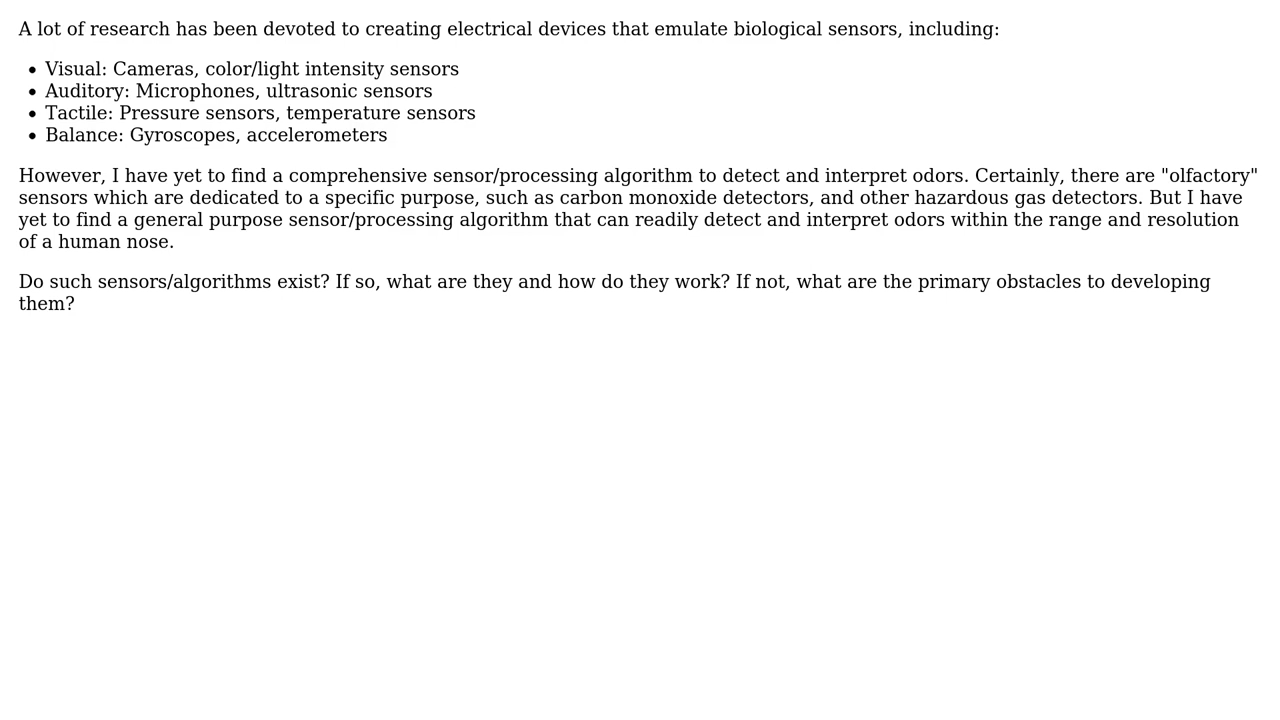 A lot of research has been devoted to creating electrical devices that emulate biological sensors, including:
• Visual: Cameras, color/light intensity sensors
• Auditory: Microphones, ultrasonic sensors
• Tactile: Pressure sensors, temperature sensors
• Balance: Gyroscopes, accelerometers
However, I have yet to find a comprehensive sensor/processing algorithm to detect and interpret odors. Certainly, there are "olfactory"
sensors which are dedicated to a specific purpose, such as carbon monoxide detectors, and other hazardous gas detectors. But I have
yet to find a general purpose sensor/processing algorithm that can readily detect and interpret odors within the range and resolution
of a human nose.
Do such sensors/algorithms exist? If so, what are they and how do they work? If not, what are the primary obstacles to developing
them?